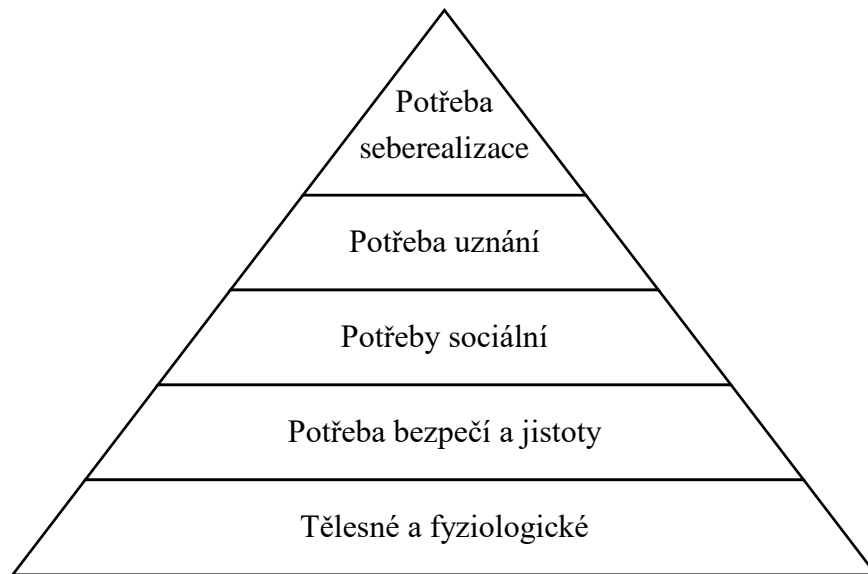 Potřeba
seberealizace
Potřeba uznání
Potřeby sociální
Potřeba bezpečí a jistoty
Tělesné a fyziologické